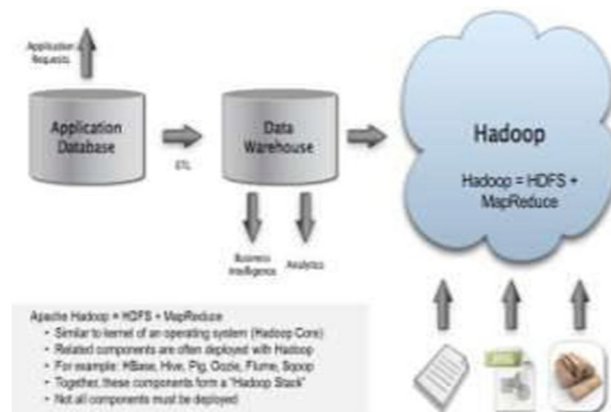 Application
Requests
Application
Database
ETL
Data
Warehouse
Business
Intelligence
Analytics
Hadoop
Hadoop = HDFS +
MapReduce
Apache Hadoop = HDFS + MapReduce
• Similar to kernel of an operating system (Hadoop Core)
• Related components are often deployed with Hadoop
• For example: HBase, Hive, Pig, Oozie, Flume, Sqoop
• Together, these components form a "Hadoop Stack"
• Not all components must be deployed